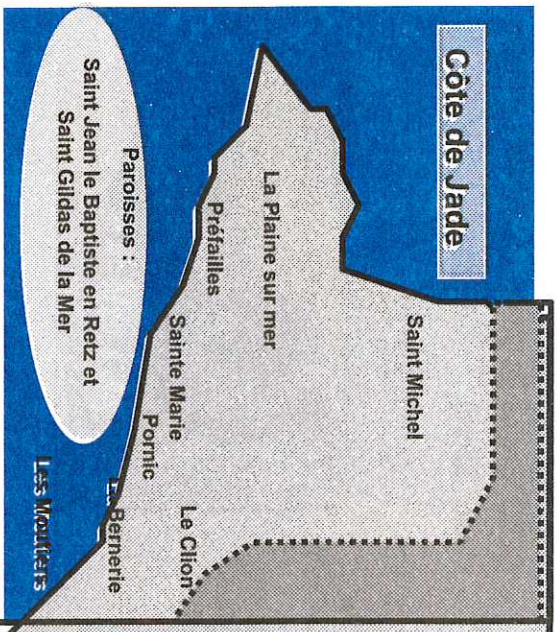 Côte de Jade
Saint Michel
La Plaine sur mer
Préfailles
Sainte Marie
Pornic
Le Clion
La Bernerie
Les Moutiers
Paroisses :
Saint Jean le Baptiste en Retz et
Saint Gildas de la Mer